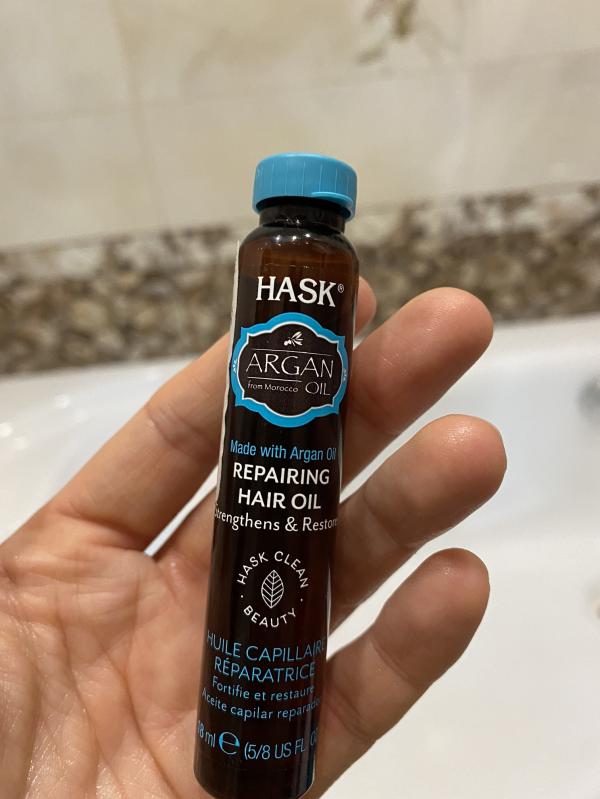 HASK®
ARGAN
from Morocco OIL
Made with Argan Oil
REPAIRING
HAIR OIL
Strengthens & Restores
HASK CLEAN
BEAUTY
HUILE CAPILLAIRE
RÉPARATRICE
Fortifie et restaure
Aceite capilar
18 ml e (5/8 US FL. OZ